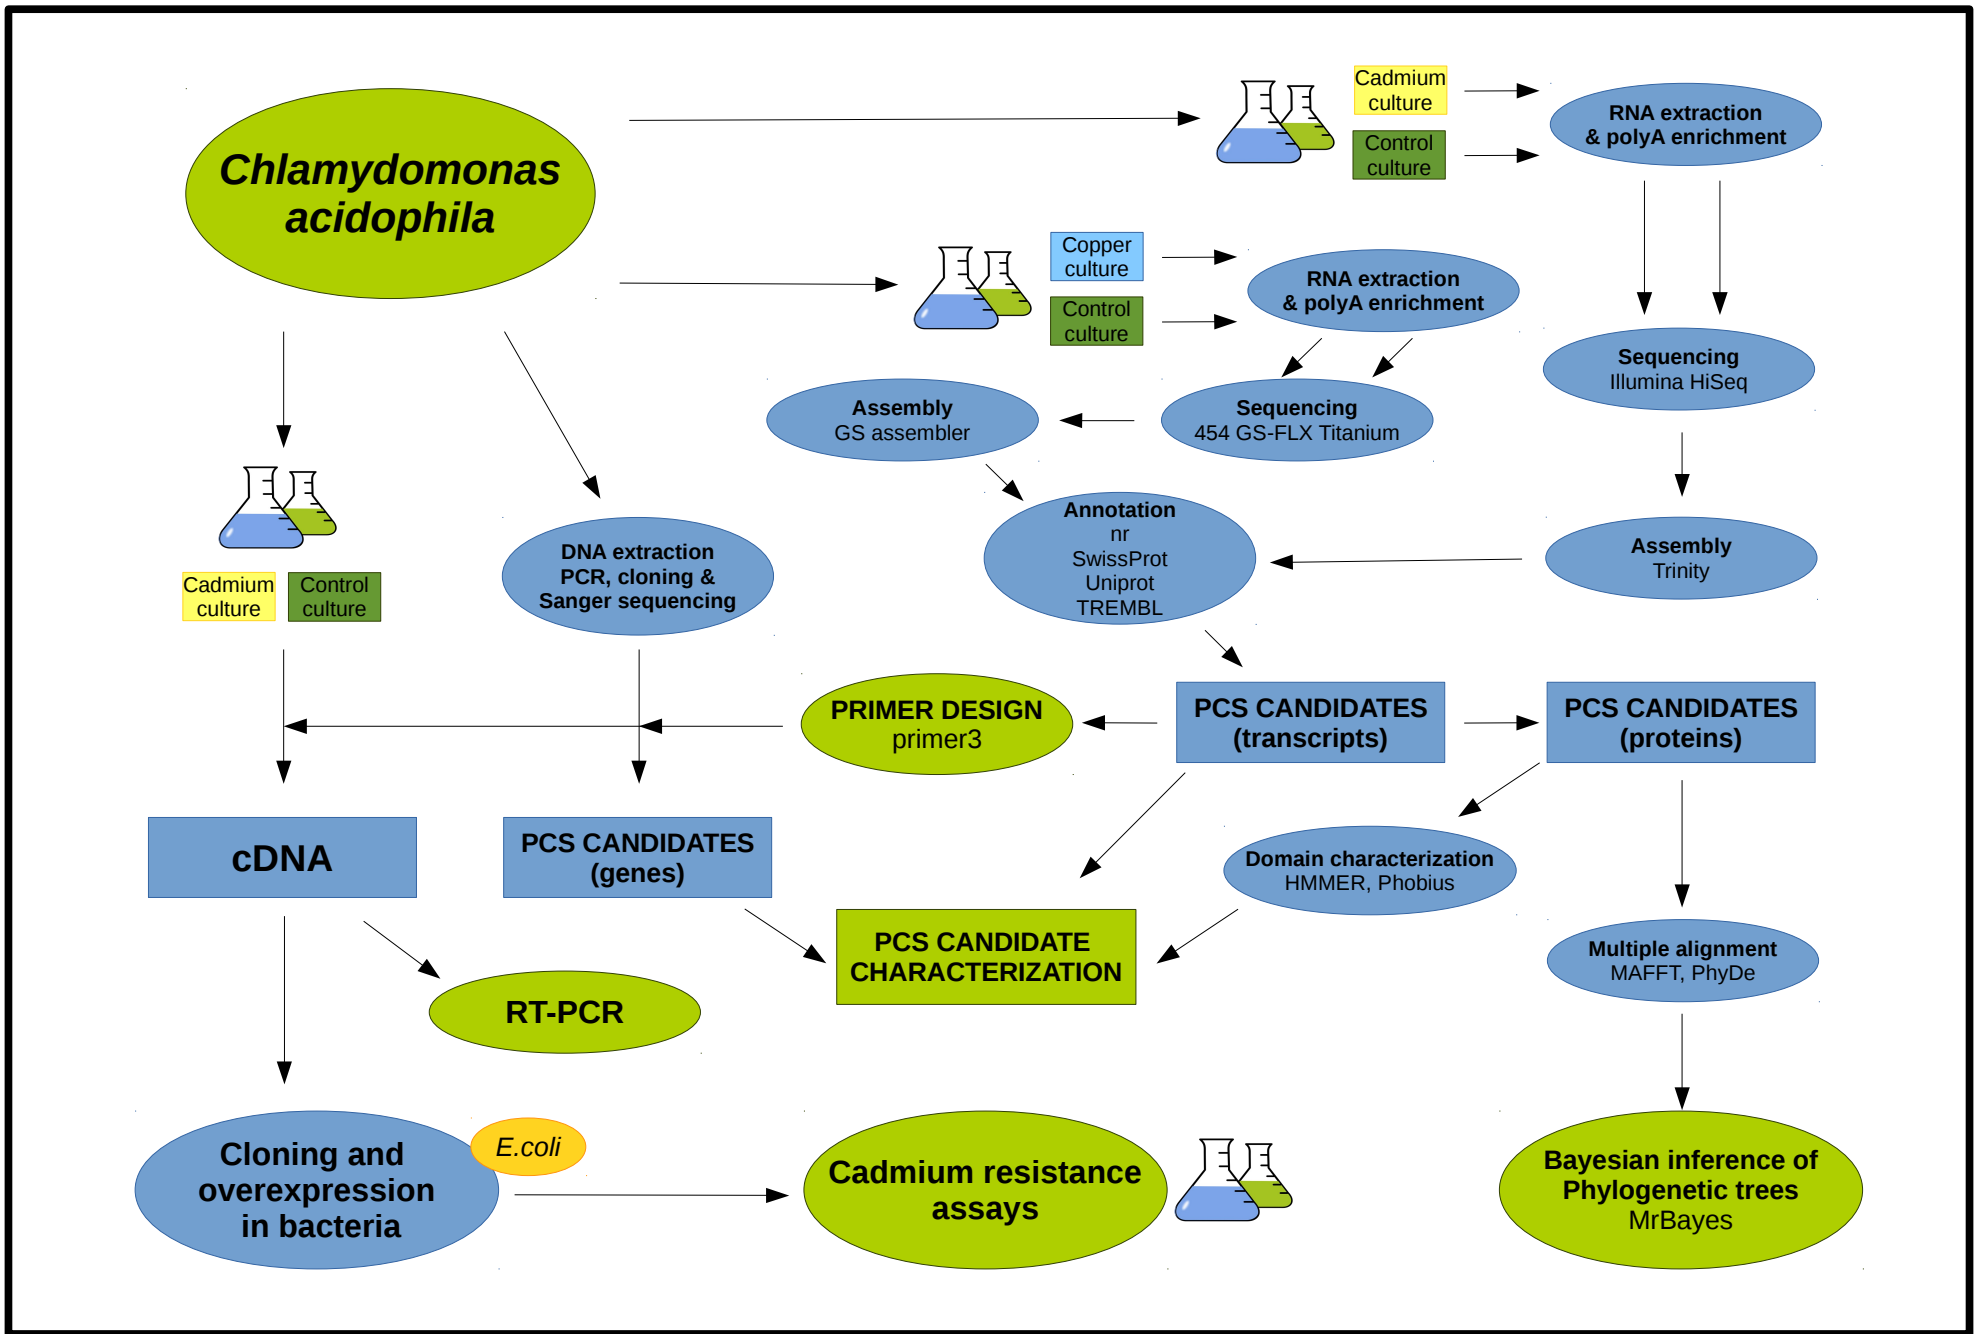 Chlamydomonas
acidophila
Cadmium
culture
Control
culture
RNA extraction
& polyA enrichment
Copper
culture
Control
culture
RNA extraction
& polyA enrichment
Sequencing
Illumina HiSeq
Assembly
GS assembler
Sequencing
454 GS-FLX Titanium
Annotation
nr
SwissProt
Uniprot
TREMBL
Assembly
Trinity
Cadmium
culture
Control
culture
DNA extraction
PCR, cloning &
Sanger sequencing
PRIMER DESIGN
primer3
PCS CANDIDATES
(transcripts)
PCS CANDIDATES
(proteins)
cDNA
PCS CANDIDATES
(genes)
Domain characterization
HMMER, Phobius
PCS CANDIDATE
CHARACTERIZATION
Multiple alignment
MAFFT, PhyDe
RT-PCR
Cloning and
overexpression
in bacteria
E.coli
Cadmium resistance
assays
Bayesian inference of
Phylogenetic trees
MrBayes